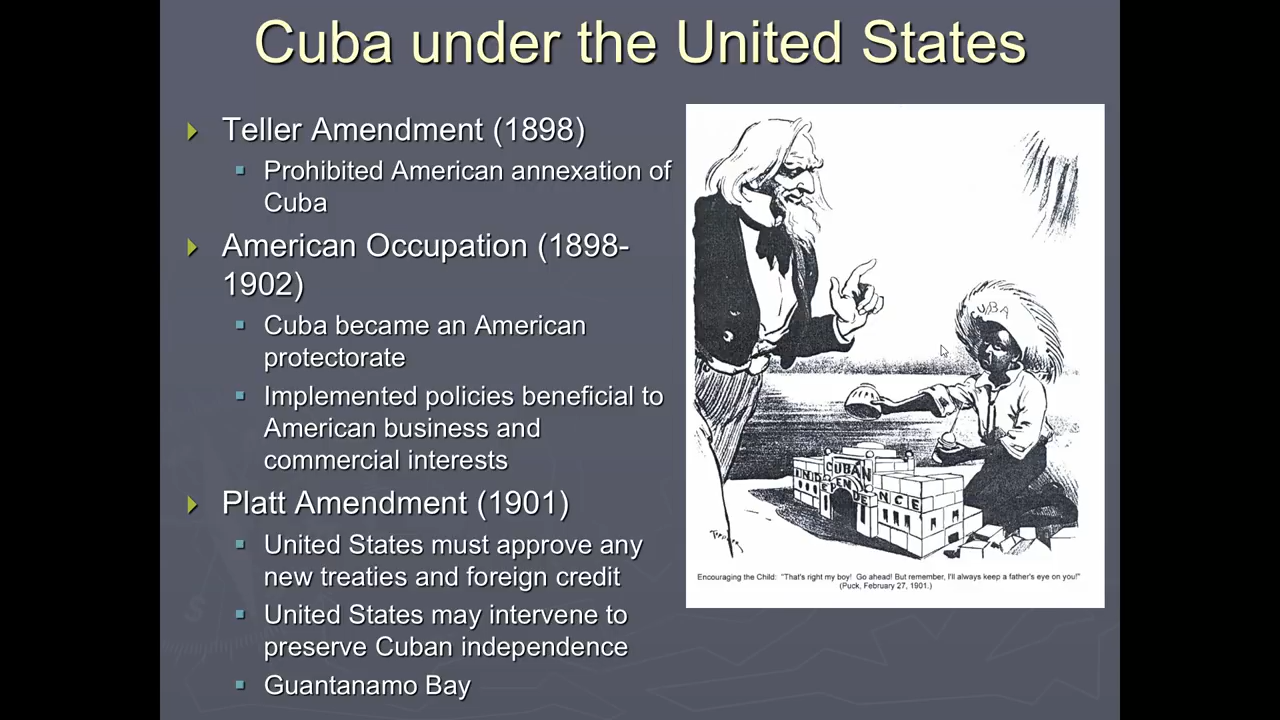 Cuba under the United States
Teller Amendment (1898)
Prohibited American annexation of
Cuba
American Occupation (1898-
1902)
Cuba became an American
protectorate
Implemented policies beneficial to
American business and
commercial interests
Platt Amendment (1901)
United States must approve any
new treaties and foreign credit
United States may intervene to
preserve Cuban independence
Guantanamo Bay
CUBA
CUBAN
INDEPENDENCE
Encouraging the Child: "That's right my boy! Go ahead! But remember, I'll always keep a father's eye on you!"
(Puck, February 27, 1901.)